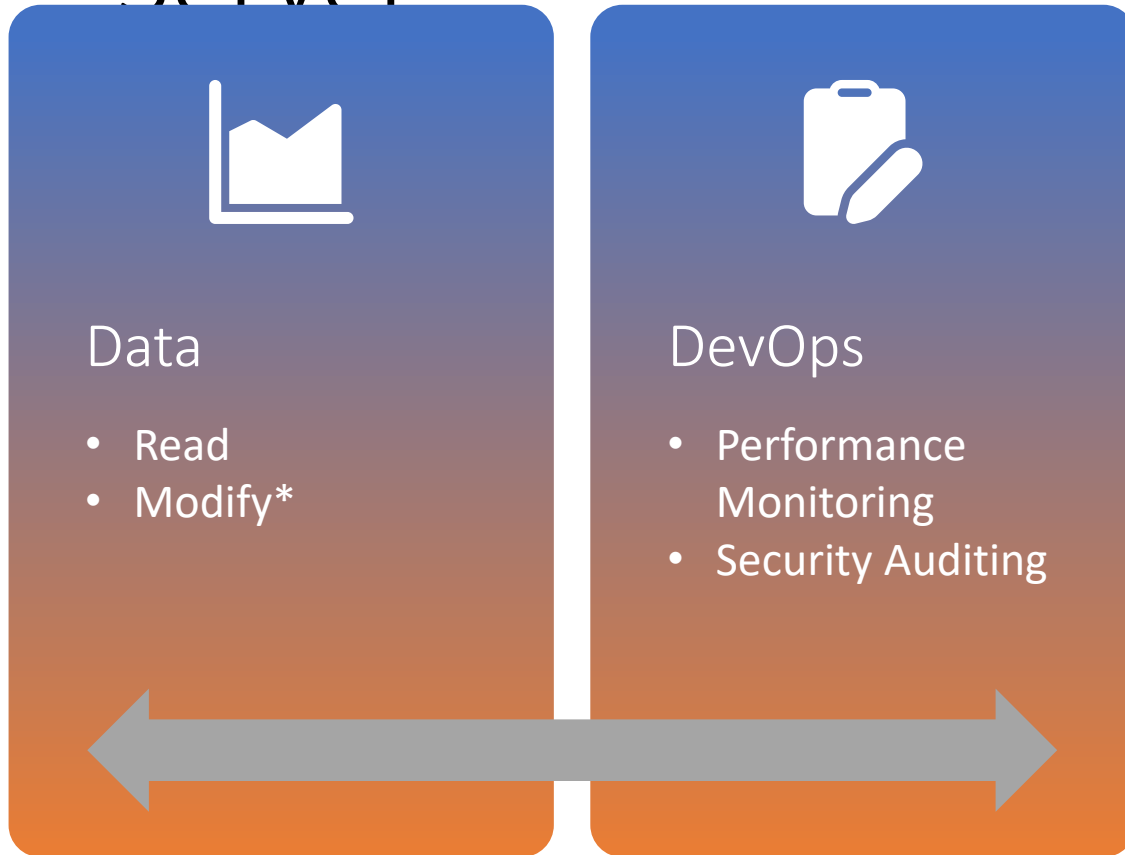 Data
• Read
• Modify*
DevOps
• Performance
Monitoring
• Security Auditing